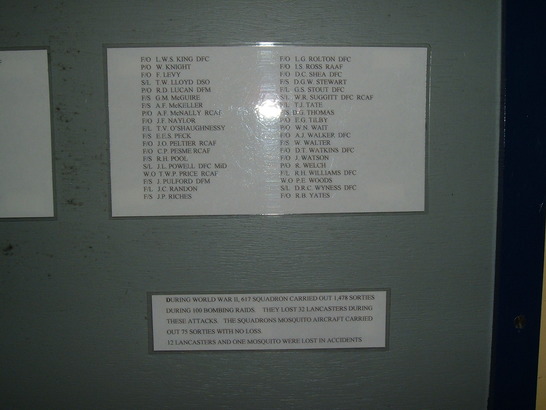 F/O L.W.S. KING DFC
P/O W. KNIGHT
F/O F. LEVY
S/L T.W. LLOYD DSO
P/O R.D. LUCAN DFM
F/S G.M. McGUIRE
F/S A.F. McKELLER
P/O A.F. McNALLY RCAF
F/O J.F. NAYLOR
F/L T.V. O'SHAUGHNESSY
F/S E.E.S. PECK
F/O J.O. PELTIER RCAF
F/O C.P. PESME RCAF
F/S R.H. POOL
S/L J.L. POWELL DFC MiD
W.O T.W.P. PRICE RCAF
F/S J. PULFORD DFM
F/L J.C. RANDON
F/S J.P. RICHES
F/O L.G. ROLTON DFC
F/O I.S. ROSS RAAF
F/O D.C. SHEA DFC
F/S D.G.W. STEWART
F/L G.S. STOUT DFC
S/L W.R. SUGGITT DFC RCAF
T.J. TATE
THOMAS
F.G. TILBY
P/O W.N. WAIT
F/O A.J. WALKER DFC
F/S W. WALTER
F/O D.T. WATKINS DFC
F/O J. WATSON
P/O R. WELCH
F/L R.H. WILLIAMS DFC
W.O P.E. WOODS
S/L D.R.C. WYNESS DFC
F/O R.B. YATES
DURING WORLD WAR II, 617 SQUADRON CARRIED OUT 1,478 SORTIES
DURING 100 BOMBING RAIDS. THEY LOST 32 LANCASTERS DURING
THESE ATTACKS. THE SQUADRONS MOSQUITO AIRCRAFT CARRIED
OUT 75 SORTIES WITH NO LOSS.
12 LANCASTERS AND ONE MOSQUITO WERE LOST IN ACCIDENTS.